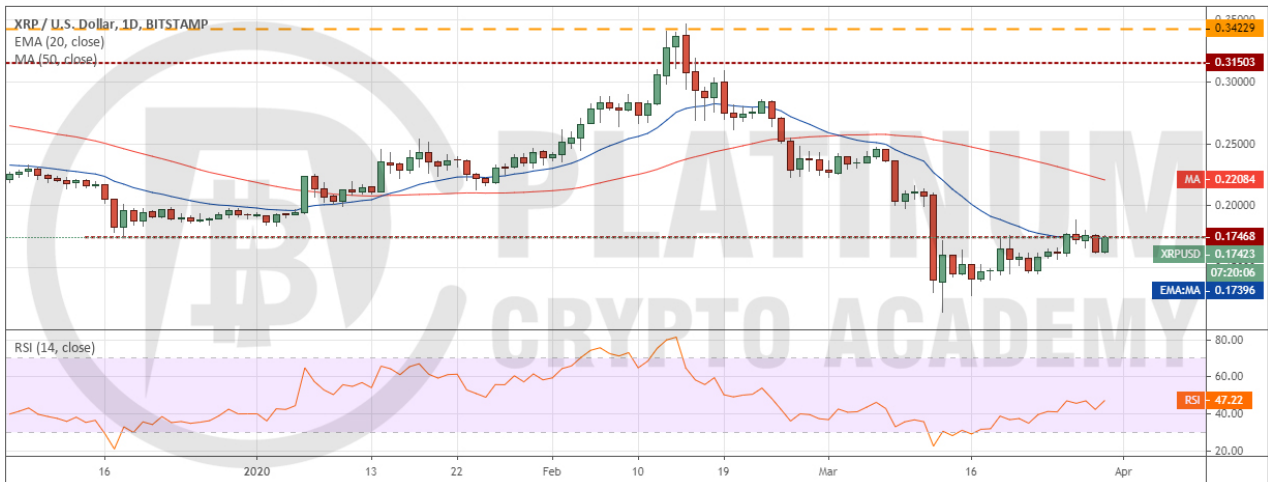 XRP / U.S. Dollar, 1D, BITSTAMP
EMA (20, close)
MA (50, close)
0.34229
0.31503
0.30000
0.25000
MA 0.22084
0.20000
0.17468
XRPUSD 0.17423
07:20:06
EMA:MA 0.17396
PLATINUM
CRYPTO ACADEMY
RSI (14, close)
80.00
60.00
RSI 47.22
40.00
20.00
16 2020 13 22 Feb 10 19 Mar 16 Apr